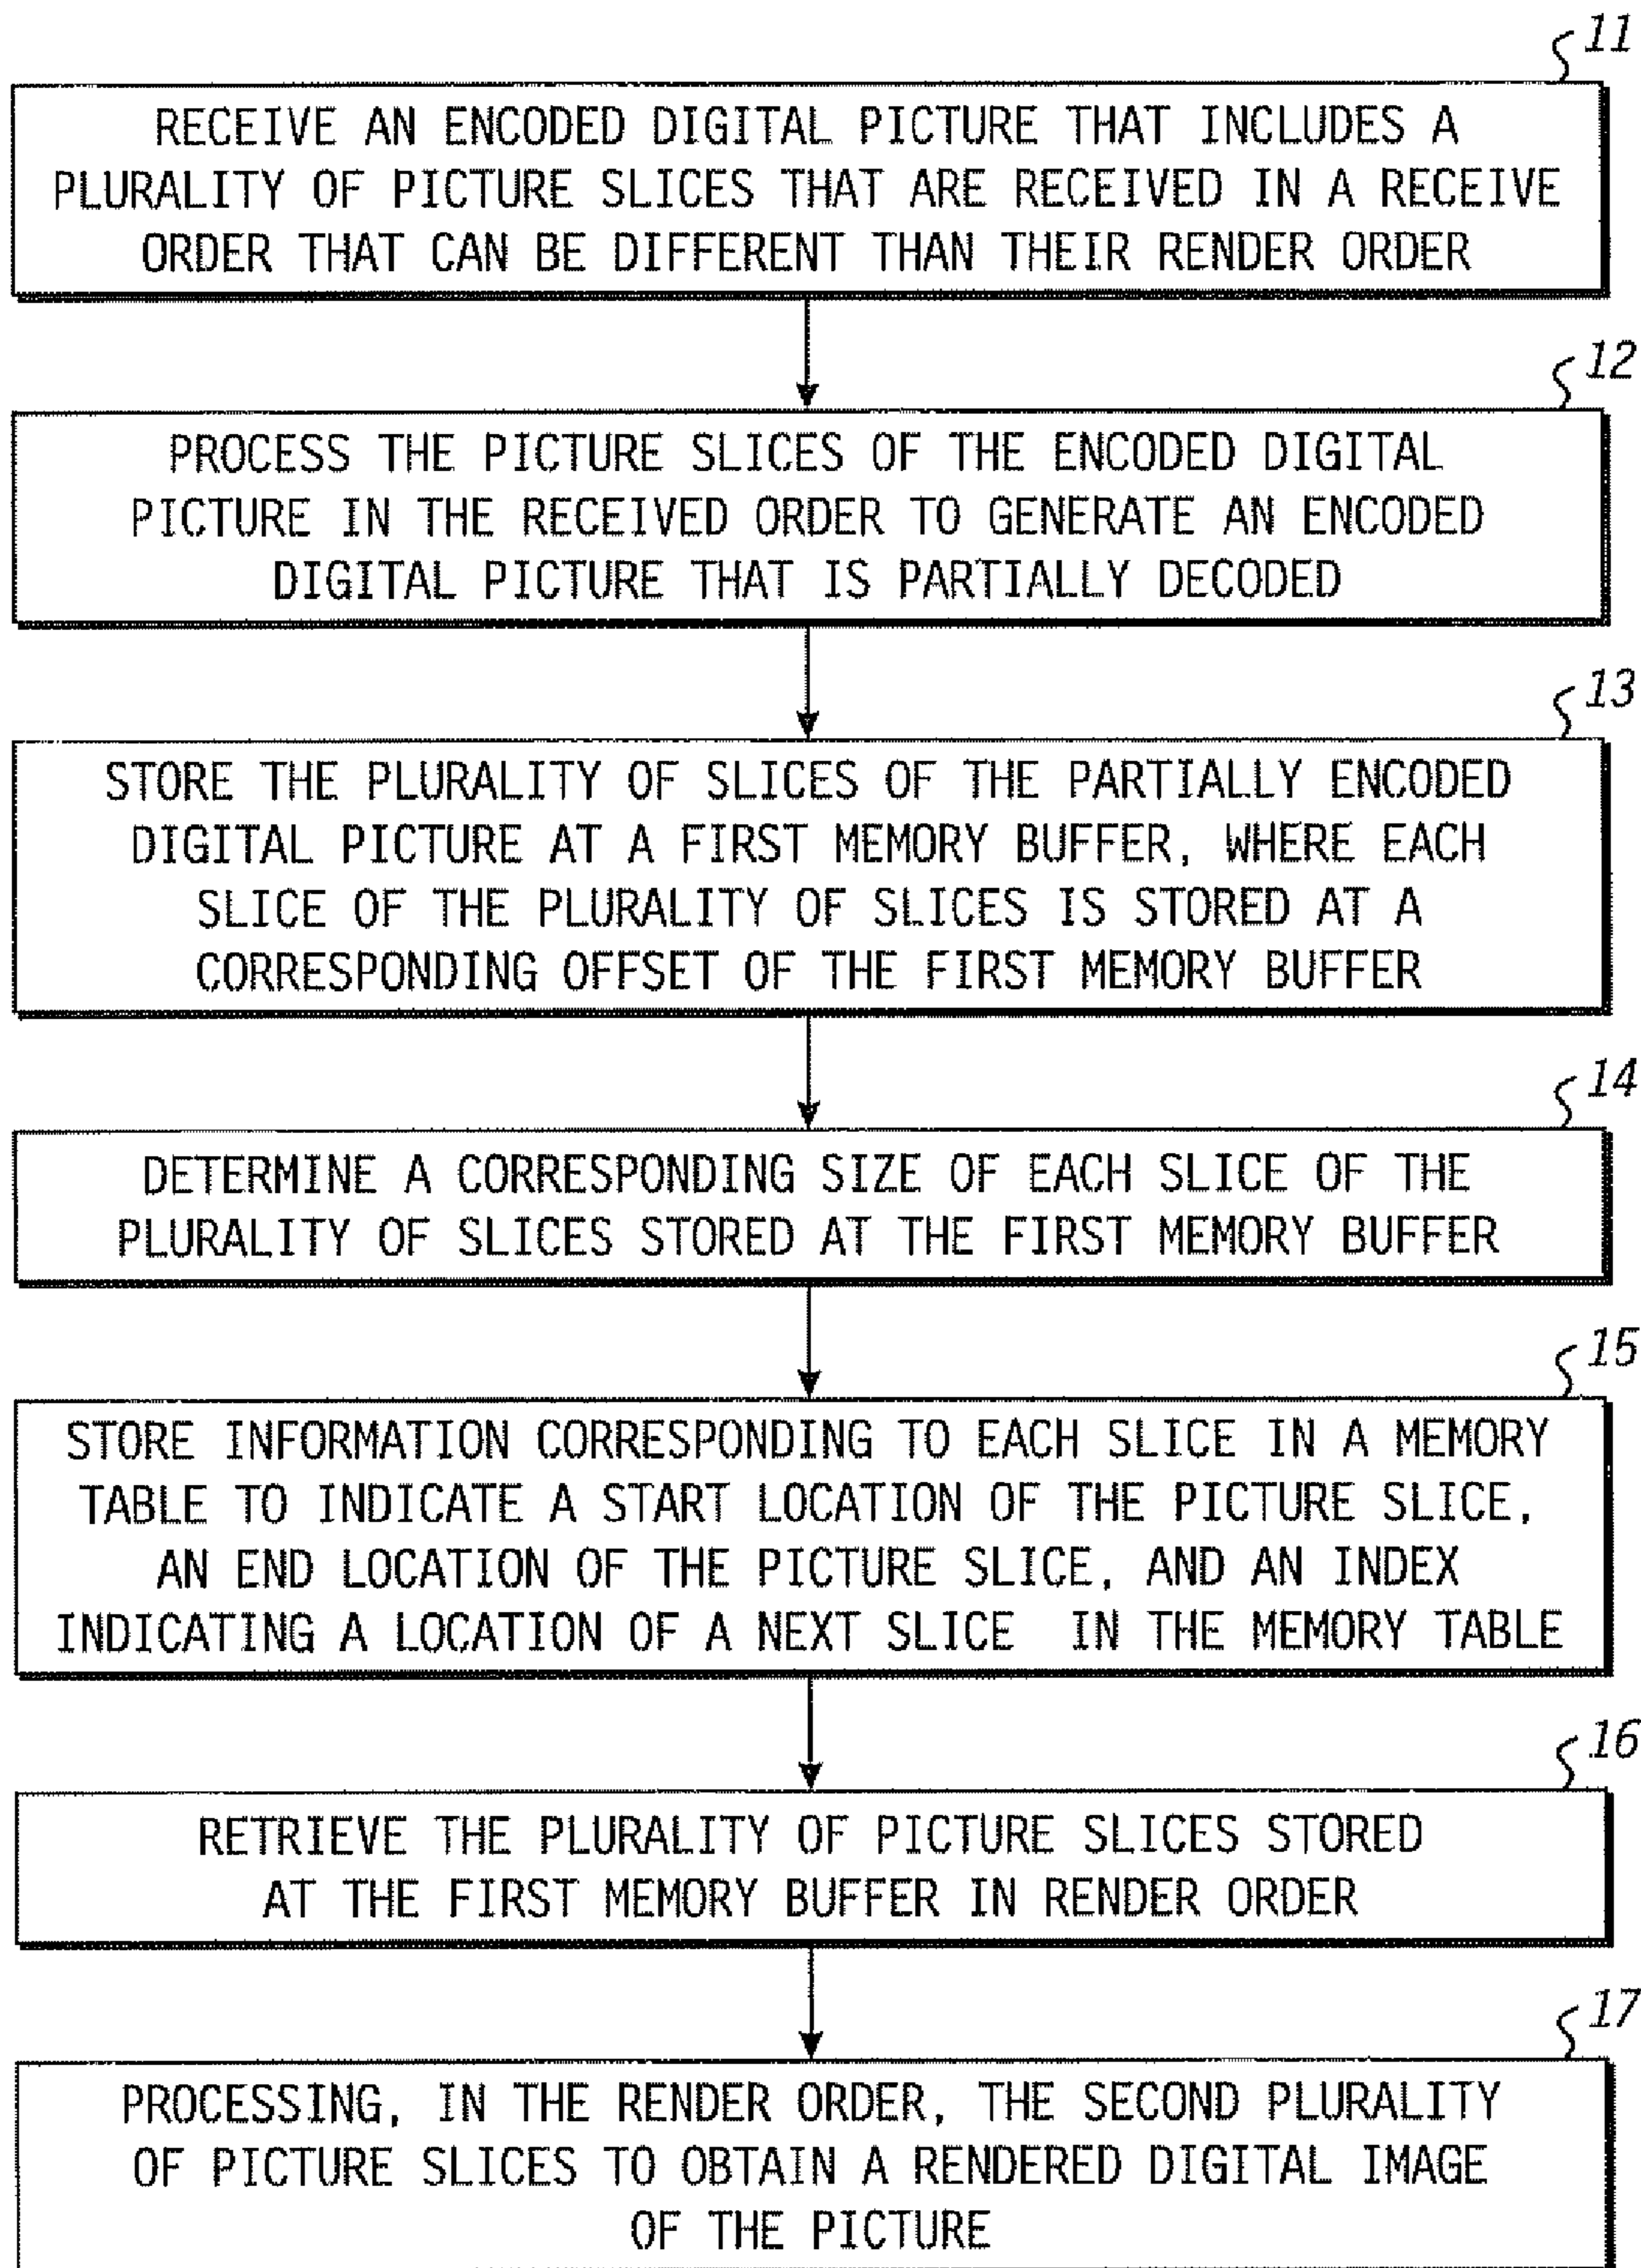 11
RECEIVE AN ENCODED DIGITAL PICTURE THAT INCLUDES A
PLURALITY OF PICTURE SLICES THAT ARE RECEIVED IN A RECEIVE
ORDER THAT CAN BE DIFFERENT THAN THEIR RENDER ORDER
12
PROCESS THE PICTURE SLICES OF THE ENCODED DIGITAL
PICTURE IN THE RECEIVED ORDER TO GENERATE AN ENCODED
DIGITAL PICTURE THAT IS PARTIALLY DECODED
13
STORE THE PLURALITY OF SLICES OF THE PARTIALLY ENCODED
DIGITAL PICTURE AT A FIRST MEMORY BUFFER, WHERE EACH
SLICE OF THE PLURALITY OF SLICES IS STORED AT A
CORRESPONDING OFFSET OF THE FIRST MEMORY BUFFER
14
DETERMINE A CORRESPONDING SIZE OF EACH SLICE OF THE
PLURALITY OF SLICES STORED AT THE FIRST MEMORY BUFFER
15
STORE INFORMATION CORRESPONDING TO EACH SLICE IN A MEMORY
TABLE TO INDICATE A START LOCATION OF THE PICTURE SLICE,
AN END LOCATION OF THE PICTURE SLICE, AND AN INDEX
INDICATING A LOCATION OF A NEXT SLICE IN THE MEMORY TABLE
16
RETRIEVE THE PLURALITY OF PICTURE SLICES STORED
AT THE FIRST MEMORY BUFFER IN RENDER ORDER
17
PROCESSING, IN THE RENDER ORDER, THE SECOND PLURALITY
OF PICTURE SLICES TO OBTAIN A RENDERED DIGITAL IMAGE
OF THE PICTURE